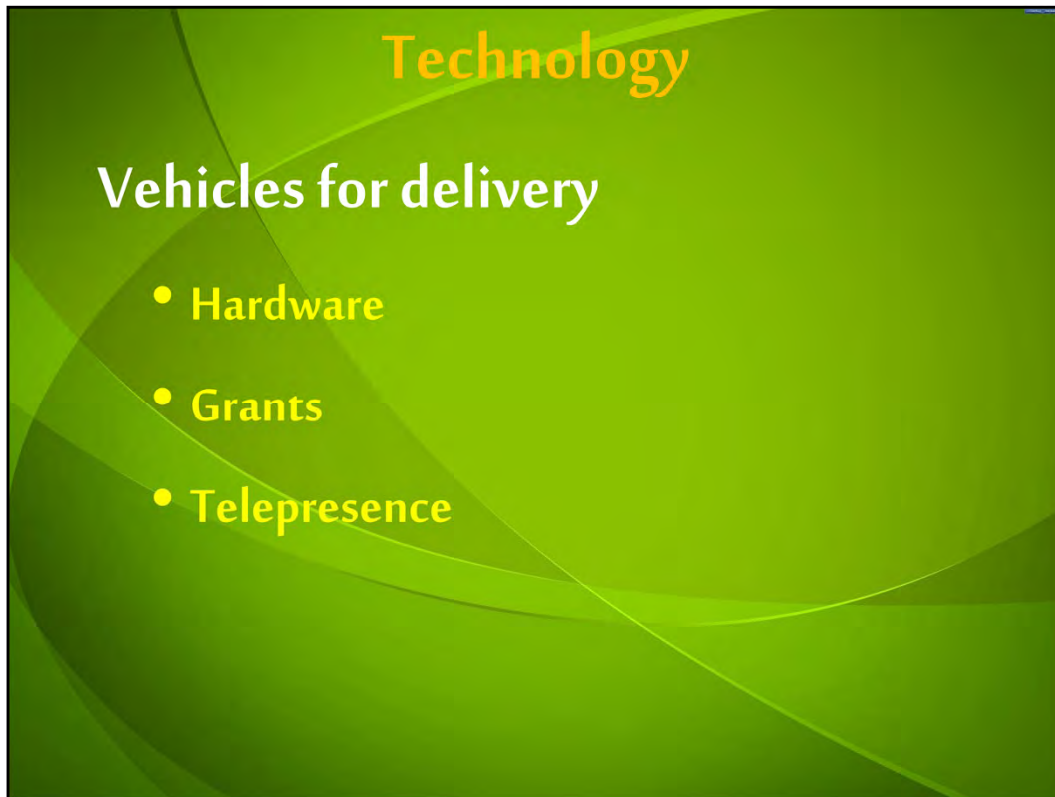 Technology
Vehicles for delivery
• Hardware
• Grants
• Telepresence